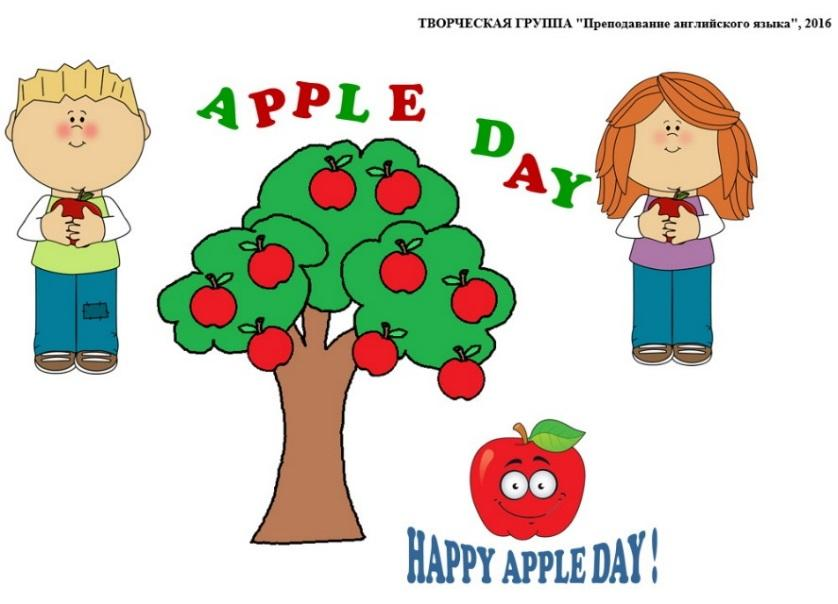 ТВОРЧЕСКАЯ ГРУППА "Преподавание английского языка", 2016
APPLE DAY
HAPPY APPLE DAY!